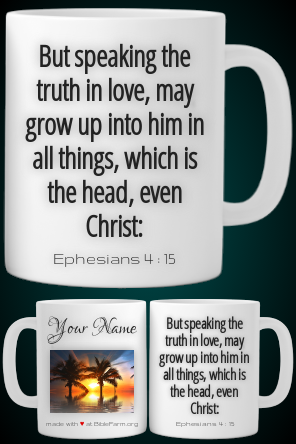 But speaking the
truth in love, may
grow up into him in
all things, which is
the head, even
Christ:
Ephesians 4 : 15
Your Name
made with ♥ at BibleFarm.org
But speaking the
truth in love, may
grow up into him in
all things, which is
the head, even
Christ:
Ephesians 4 : 15